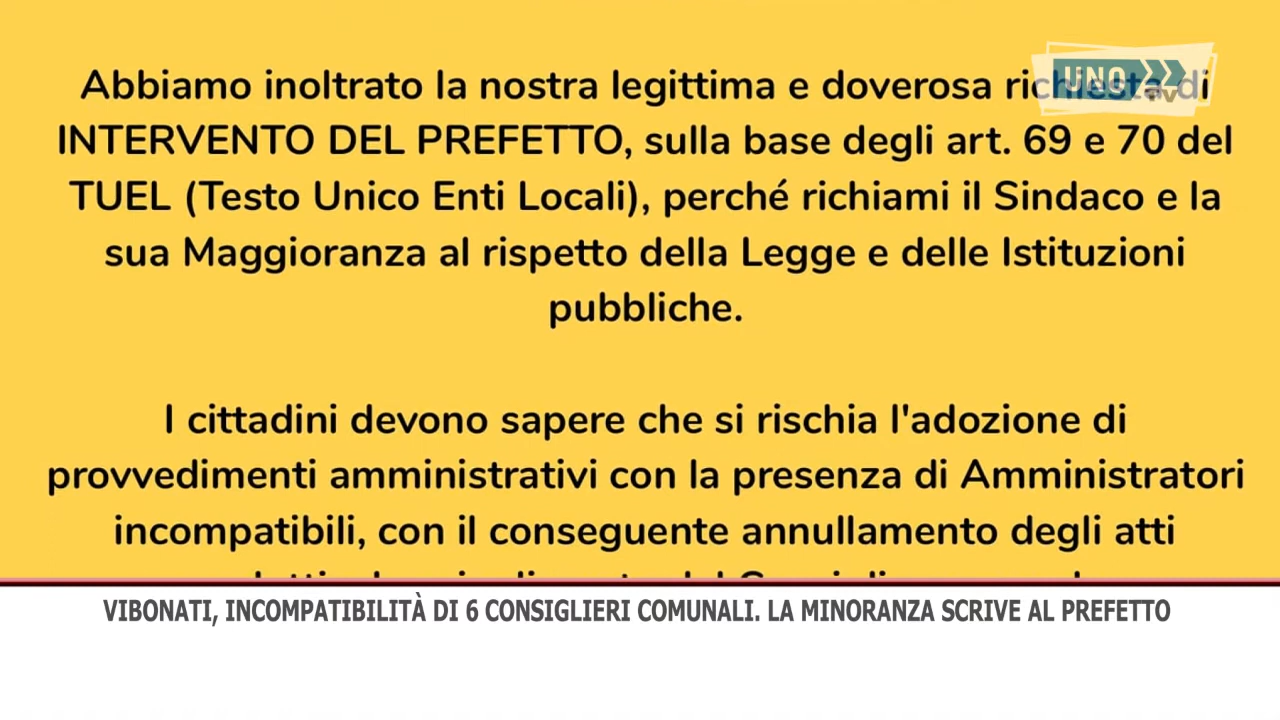 Abbiamo inoltrato la nostra legittima e doverosa richiesta di
INTERVENTO DEL PREFETTO, sulla base degli art. 69 e 70 del
TUEL (Testo Unico Enti Locali), perché richiami il Sindaco e la
sua Maggioranza al rispetto della Legge e delle Istituzioni
pubbliche.
I cittadini devono sapere che si rischia l'adozione di
provvedimenti amministrativi con la presenza di Amministratori
incompatibili, con il conseguente annullamento degli atti
UNO TV
VIBONATI, INCOMPATIBILITÀ DI 6 CONSIGLIERI COMUNALI. LA MINORANZA SCRIVE AL PREFETTO